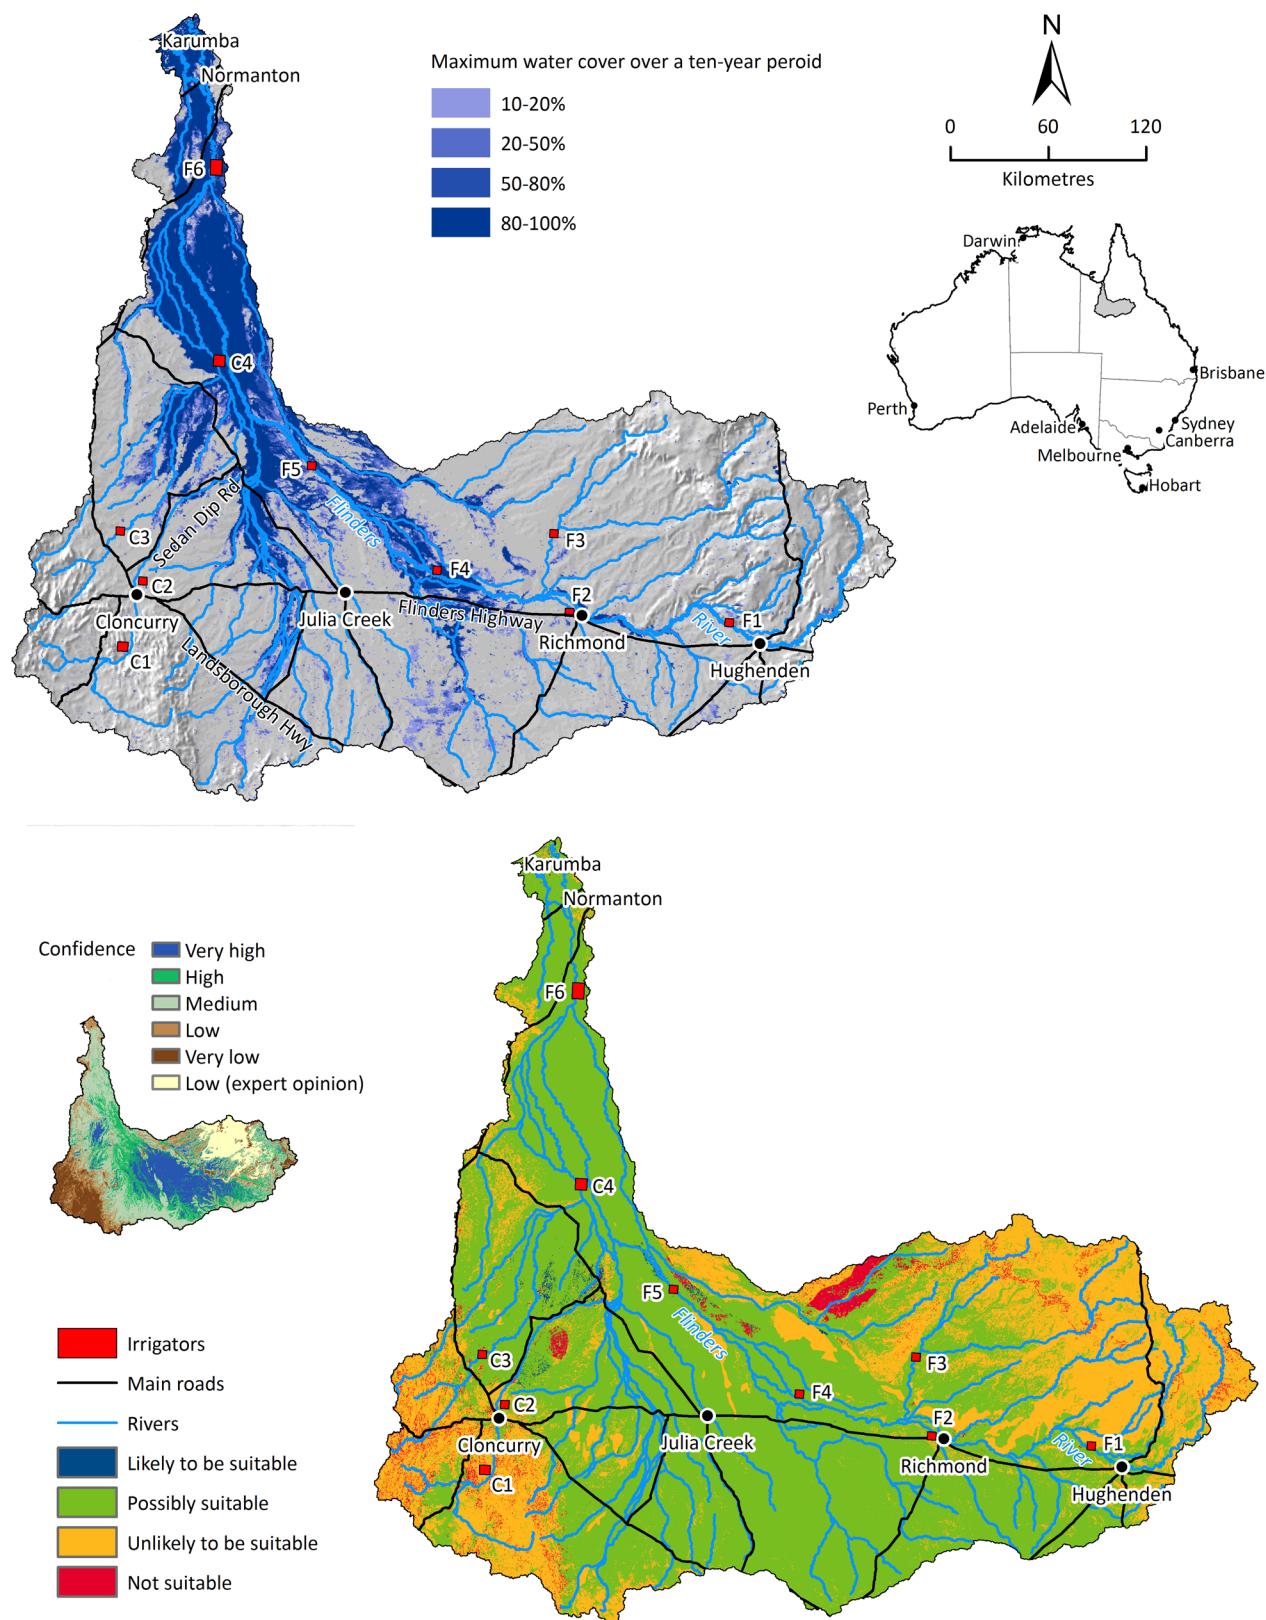 Karumba
Normanton
Maximum water cover over a ten-year peroid
10-20%
20-50%
50-80%
80-100%
N
0 60 120
Kilometres
Darwin
Brisbane
Perth
Adelaide
Sydney
Canberra
Melbourne
Hobart
F6
C4
F5
Flinders
Sedan Dip Rd
C3
C2
Cloncurry
C1
Landsborough Hwy
Julia Creek
F4
Flinders Highway
F3
F2
Richmond
River
F1
Hughenden
Karumba
Normanton
Confidence
Very high
High
Medium
Low
Very low
Low (expert opinion)
F6
C4
F5
Flinders
C3
C2
Cloncurry
C1
Julia Creek
F4
F3
F2
Richmond
River
F1
Hughenden
Irrigators
Main roads
Rivers
Likely to be suitable
Possibly suitable
Unlikely to be suitable
Not suitable